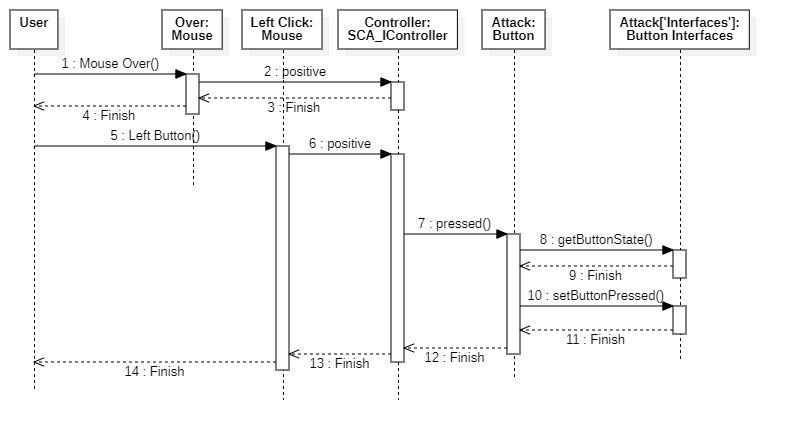 User
Over:
Mouse
Left Click:
Mouse
Controller:
SCA_IController
Attack:
Button
Attack['Interfaces']:
Button Interfaces
1 : Mouse Over()
2 : positive
3 : Finish
4 : Finish
5 : Left Button()
6 : positive
7 : pressed()
8 : getButtonState()
9 : Finish
10 : setButtonPressed()
11 : Finish
12 : Finish
13 : Finish
14 : Finish